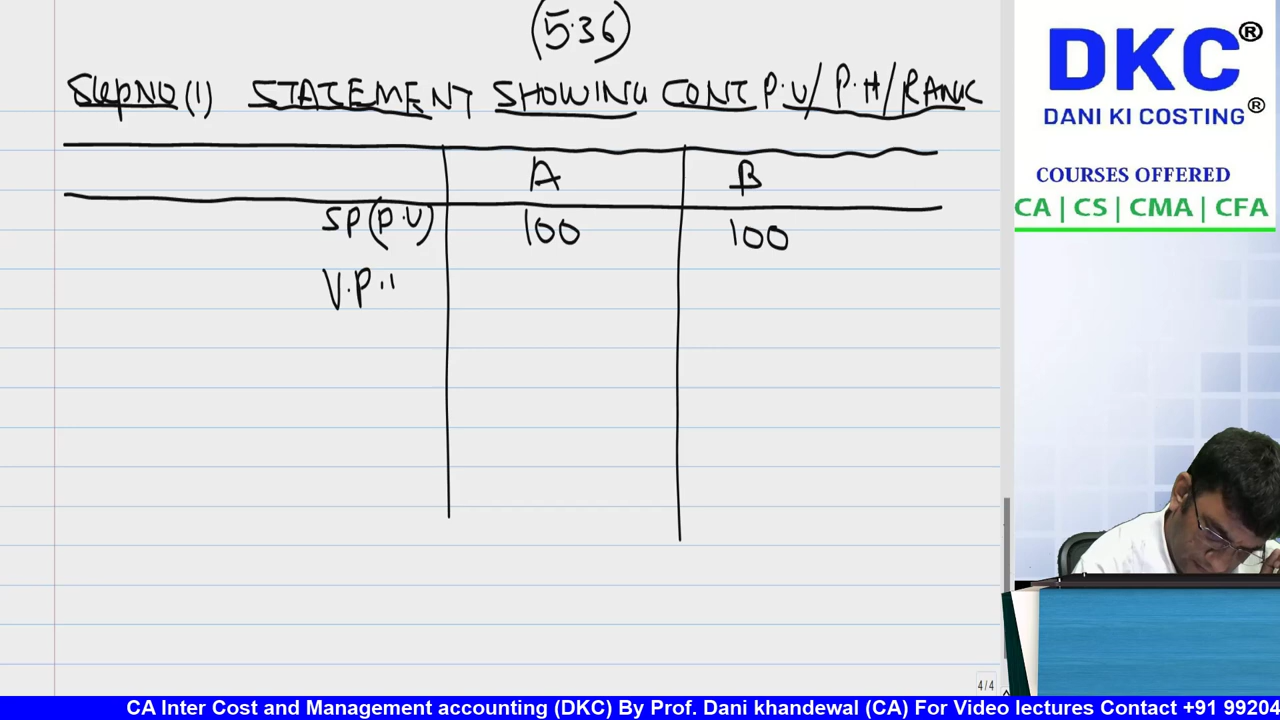 (5.36)
Step NO (1) STATEMENT SHOWING CONT P.U/ P.H/RANK
A B
SP (P.U) 100 100
V.P.
DKC®
DANI KI COSTING®
COURSES OFFERED
CA | CS | CMA | CFA
4/4
CA Inter Cost and Management accounting (DKC) By Prof. Dani khandewal (CA) For Video lectures Contact +91 99204